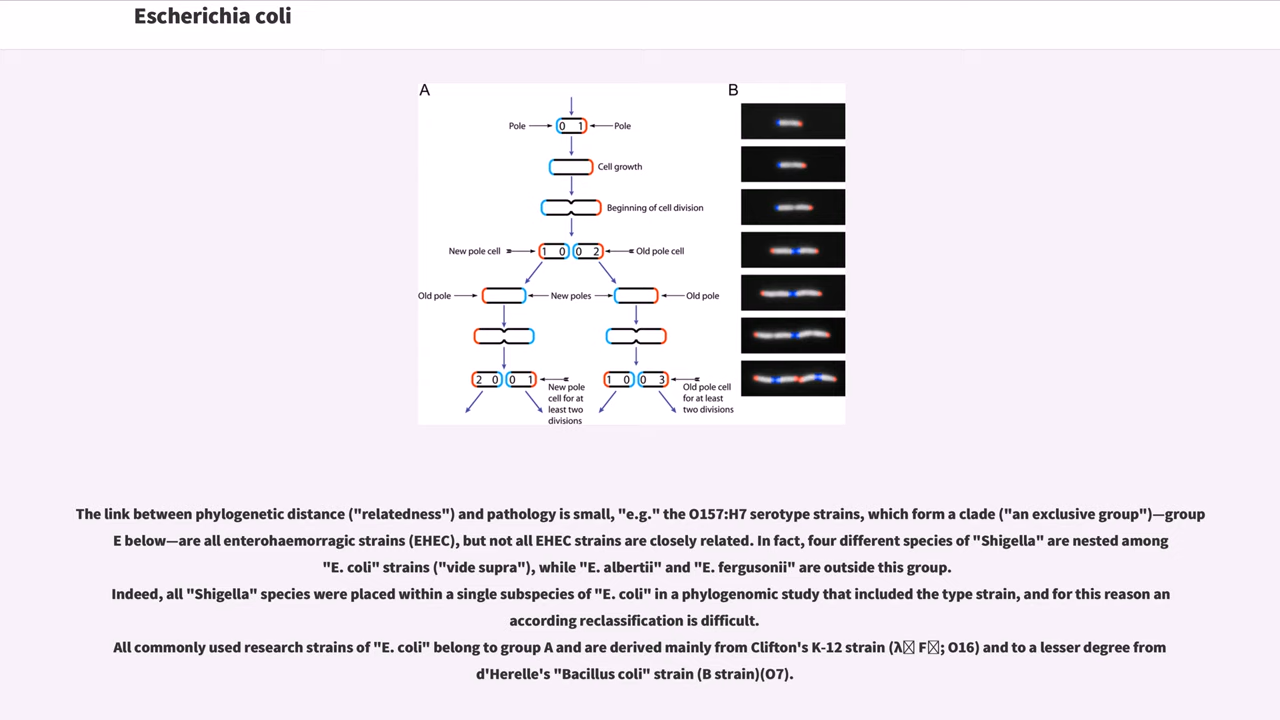 Escherichia coli
A
B
Pole
0 1
Pole
Cell growth
Beginning of cell division
New pole cell
1 0 0 2
Old pole cell
Old pole
New poles
Old pole
2 0 0 1
New pole
cell for at
least two
divisions
1 0 0 3
Old pole cell
for at least
two divisions
The link between phylogenetic distance ("relatedness") and pathology is small, "e.g." the O157:H7 serotype strains, which form a clade ("an exclusive group")—group
E below—are all enterohaemorragic strains (EHEC), but not all EHEC strains are closely related. In fact, four different species of "Shigella" are nested among
"E. coli" strains ("vide supra"), while "E. albertii" and "E. fergusonii" are outside this group.
Indeed, all "Shigella" species were placed within a single subspecies of "E. coli" in a phylogenomic study that included the type strain, and for this reason an
according reclassification is difficult.
All commonly used research strains of "E. coli" belong to group A and are derived mainly from Clifton's K-12 strain (λ F; O16) and to a lesser degree from
d'Herelle's "Bacillus coli" strain (B strain)(O7).